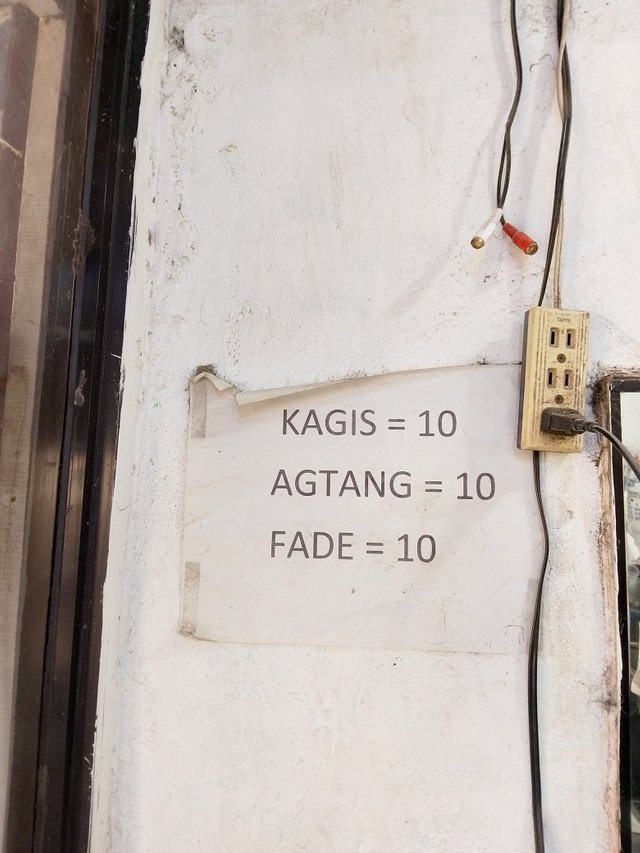 KAGIS = 10
AGTANG = 10
FADE = 10